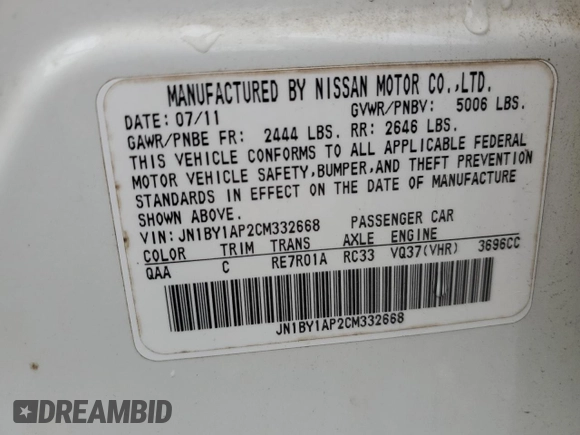 MANUFACTURED BY NISSAN MOTOR CO.,LTD.
DATE: 07/11 GVWR/PNBV: 5006 LBS.
GAWR/PNBE FR: 2444 LBS. RR: 2646 LBS.
THIS VEHICLE CONFORMS TO ALL APPLICABLE FEDERAL
MOTOR VEHICLE SAFETY,BUMPER,AND THEFT PREVENTION
STANDARDS IN EFFECT ON THE DATE OF MANUFACTURE
SHOWN ABOVE.
VIN: JN1BY1AP2CM332668 PASSENGER CAR
COLOR TRIM TRANS AXLE ENGINE
QAA C RE7R01A RC33 VQ37(VHR) 3696CC
JN1BY1AP2CM332668
DREAMBID